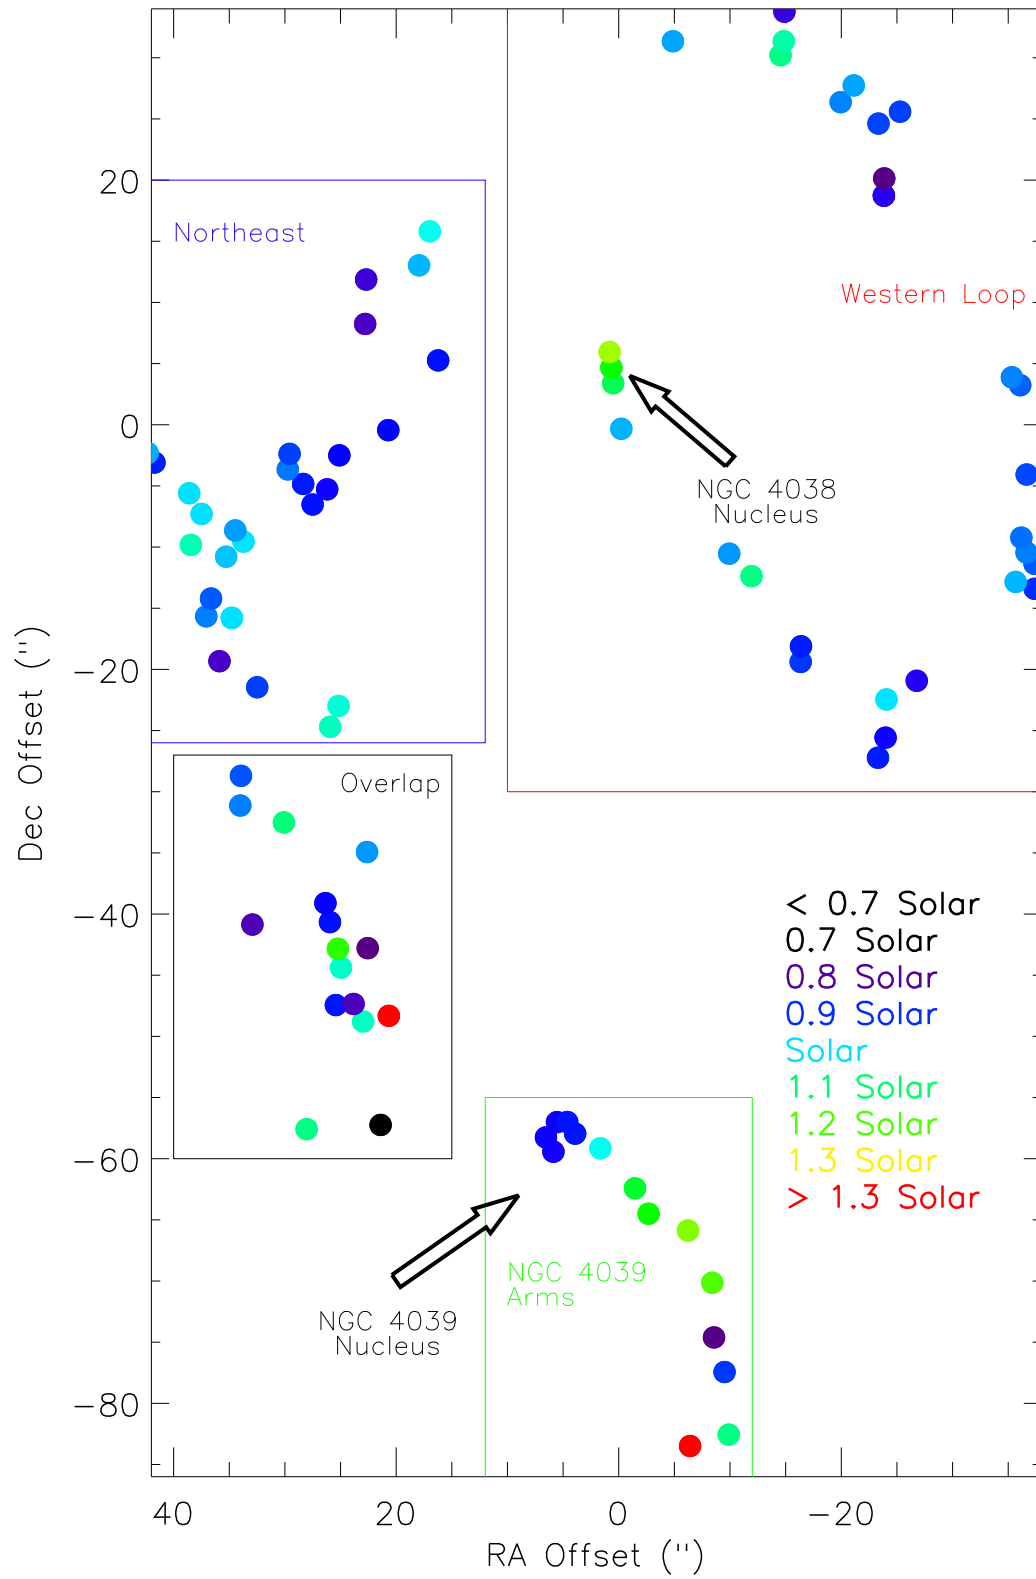 20
Northeast
Western Loop
0
NGC 4038
Nucleus
-20
Dec Offset (")
Overlap
-40
< 0.7 Solar
0.7 Solar
0.8 Solar
0.9 Solar
Solar
1.1 Solar
1.2 Solar
1.3 Solar
> 1.3 Solar
-60
NGC 4039
Arms
NGC 4039
Nucleus
-80
40 20 0 -20
RA Offset (")